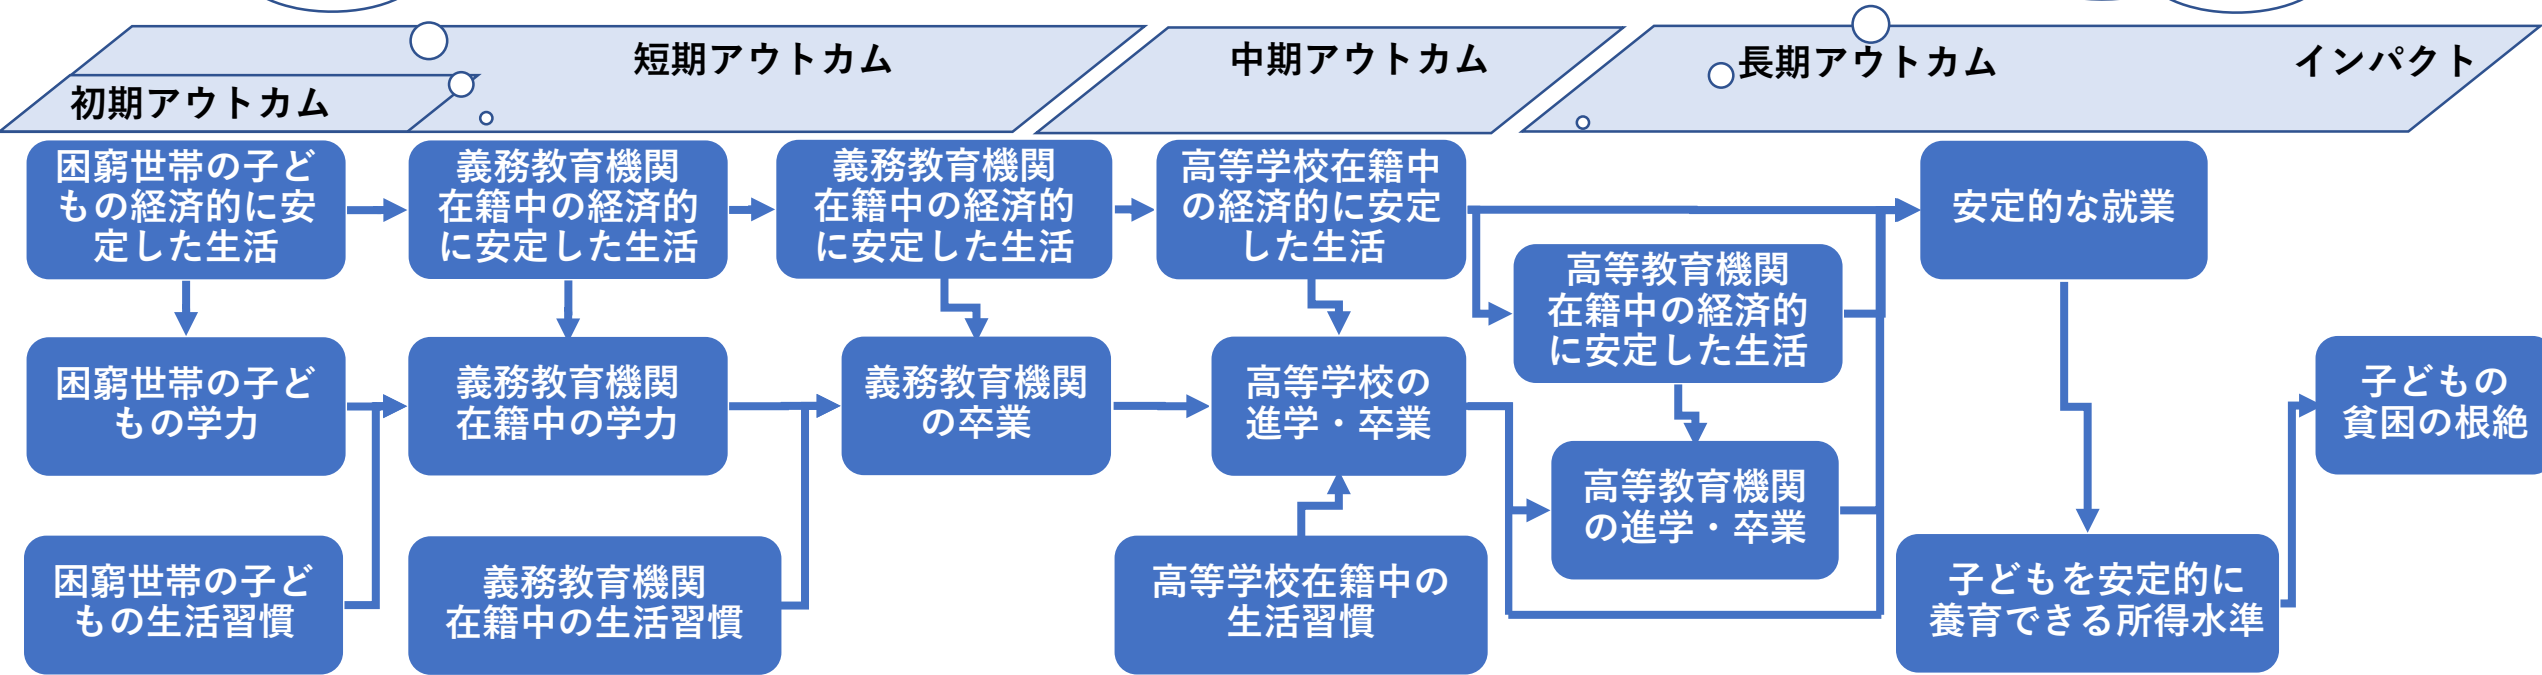 短期アウトカム
中期アウトカム
長期アウトカム
インパクト
初期アウトカム
困窮世帯の子ど
もの経済的に安
定した生活
義務教育機関
在籍中の経済的
に安定した生活
義務教育機関
在籍中の経済的
に安定した生活
高等学校在籍中
の経済的に安定
した生活
安定的な就業
高等教育機関
在籍中の経済的
に安定した生活
困窮世帯の子ど
もの学力
義務教育機関
在籍中の学力
義務教育機関
の卒業
高等学校の
進学・卒業
子どもの
貧困の根絶
高等教育機関
の進学・卒業
困窮世帯の子ど
もの生活習慣
義務教育機関
在籍中の生活習慣
高等学校在籍中の
生活習慣
子どもを安定的に
養育できる所得水準